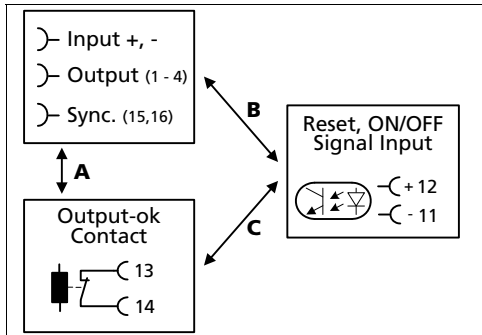 Input +, -
Output (1 - 4)
Sync. (15,16)
B
Reset, ON/OFF
Signal Input
+ 12
- 11
A
C
Output-ok
Contact
13
14